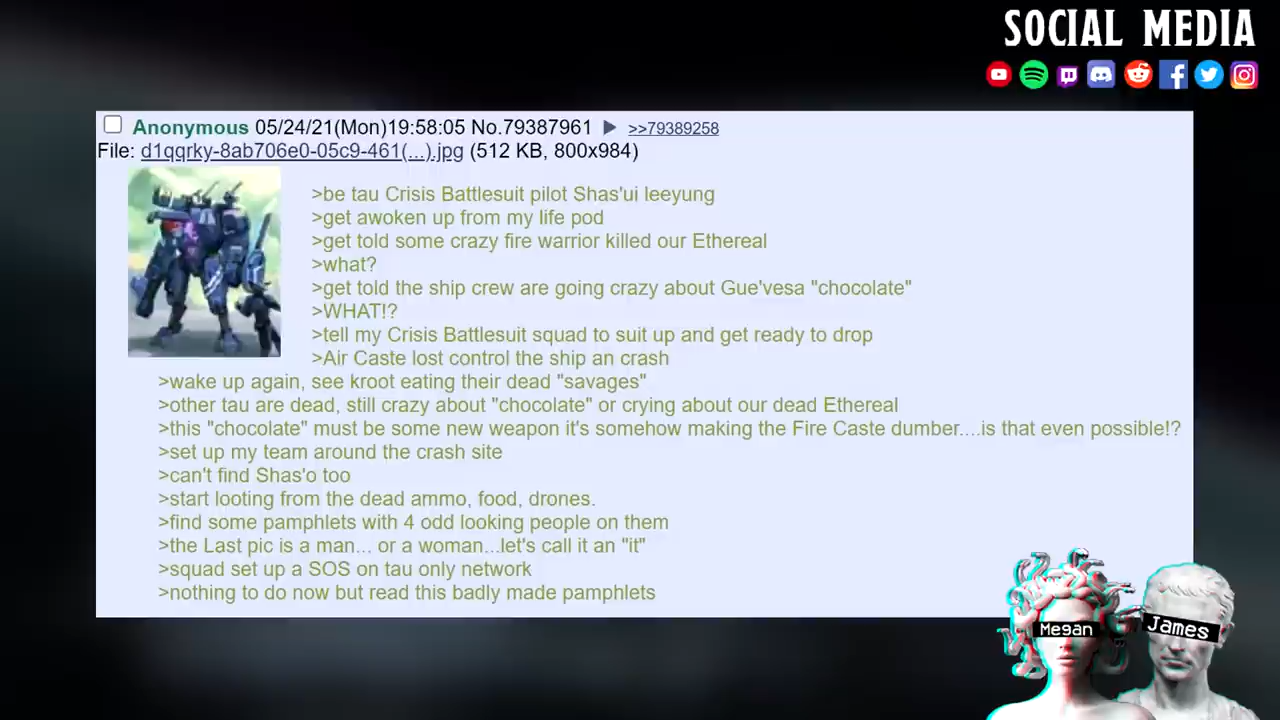 SOCIAL MEDIA
Anonymous 05/24/21(Mon)19:58:05 No.79387961 ▶ >>79389258
File: d1qqrky-8ab706e0-05c9-461(...).jpg (512 KB, 800x984)
>be tau Crisis Battlesuit pilot Shas'ui leeyung
>get awoken up from my life pod
>get told some crazy fire warrior killed our Ethereal
>what?
>get told the ship crew are going crazy about Gue'vesa "chocolate"
>WHAT!?
>tell my Crisis Battlesuit squad to suit up and get ready to drop
>Air Caste lost control the ship an crash
>wake up again, see kroot eating their dead "savages"
>other tau are dead, still crazy about "chocolate" or crying about our dead Ethereal
>this "chocolate" must be some new weapon it's somehow making the Fire Caste dumber....is that even possible!?
>set up my team around the crash site
>can't find Shas'o too
>start looting from the dead ammo, food, drones.
>find some pamphlets with 4 odd looking people on them
>the Last pic is a man... or a woman...let's call it an "it"
>squad set up a SOS on tau only network
>nothing to do now but read this badly made pamphlets
Megan
James